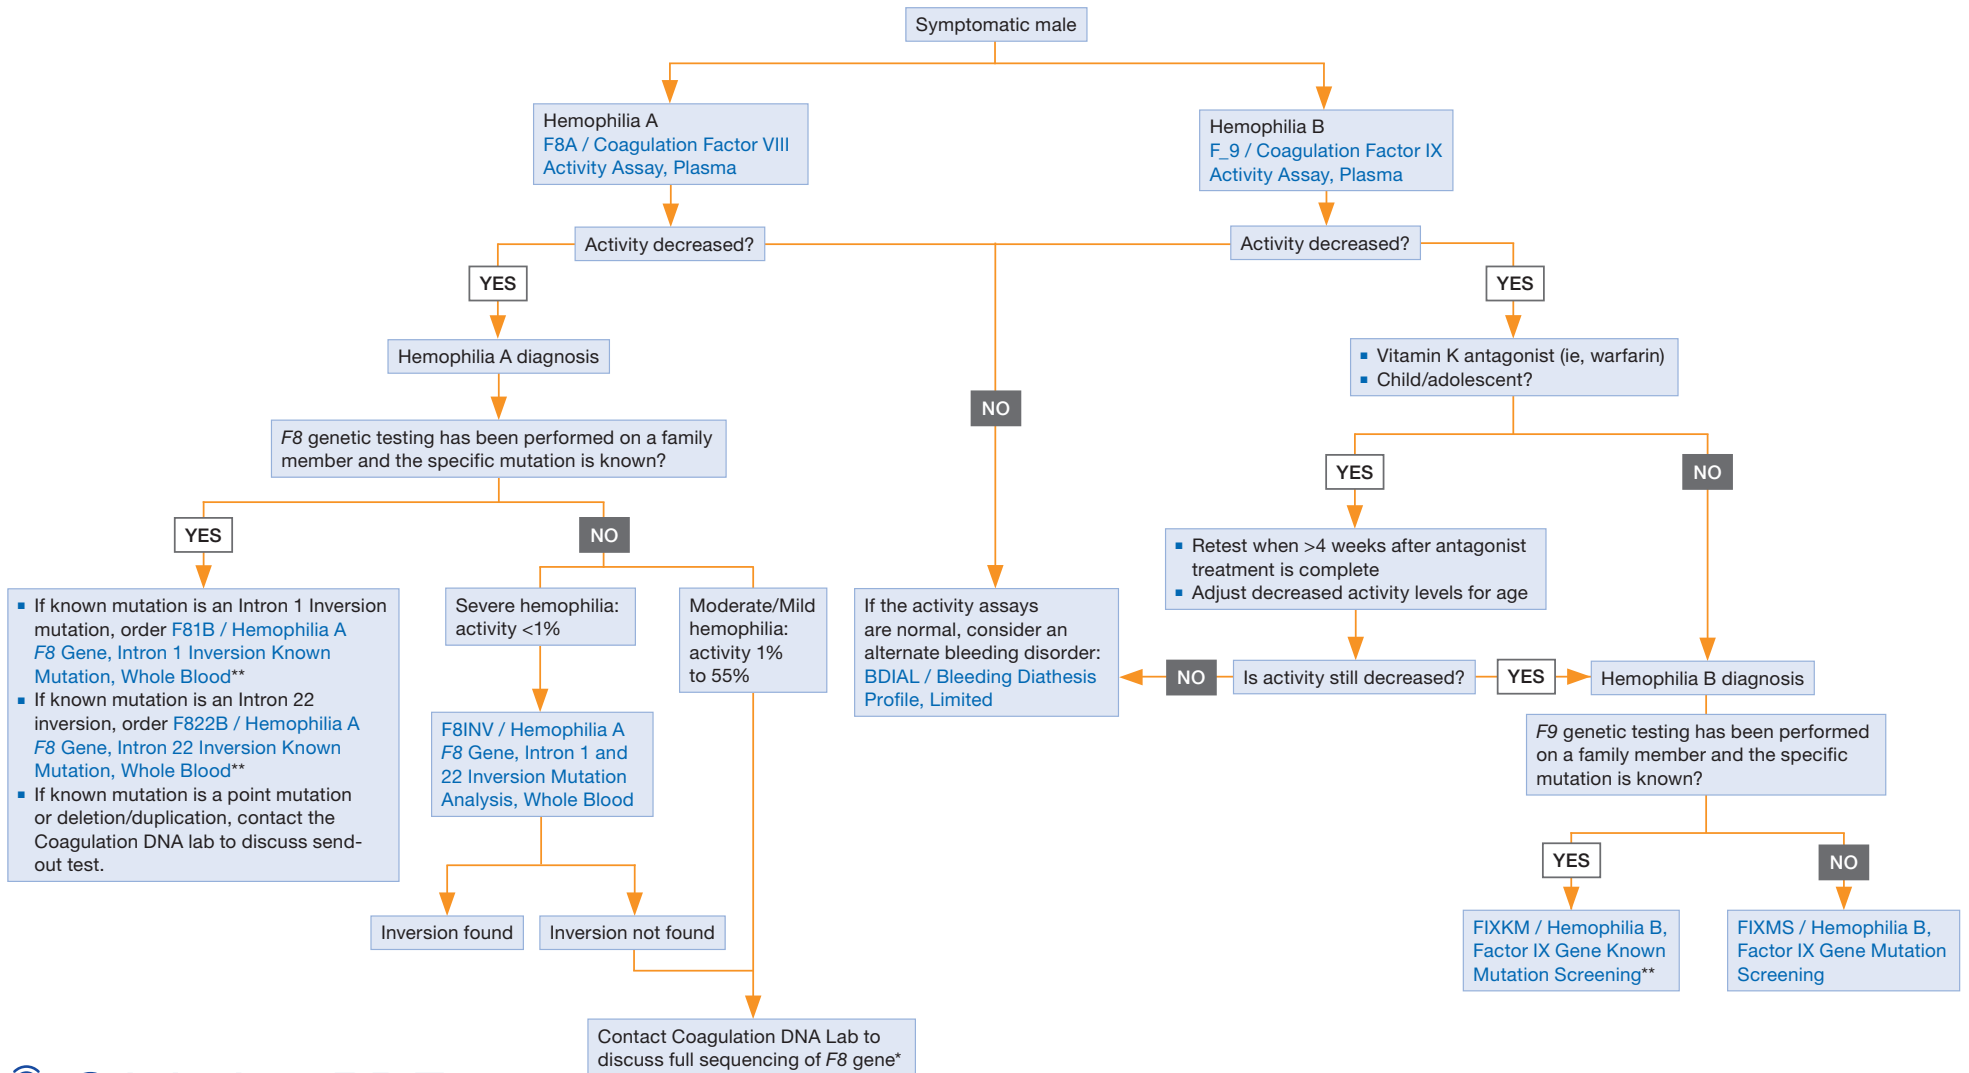 Symptomatic male
Hemophilia A
F8A / Coagulation Factor VIII
Activity Assay, Plasma
Hemophilia B
F_9 / Coagulation Factor IX
Activity Assay, Plasma
Activity decreased?
Activity decreased?
YES
YES
Hemophilia A diagnosis
▪ Vitamin K antagonist (ie, warfarin)
▪ Child/adolescent?
NO
F8 genetic testing has been performed on a family
member and the specific mutation is known?
YES
NO
YES
NO
▪ Retest when >4 weeks after antagonist
treatment is complete
▪ Adjust decreased activity levels for age
▪ If known mutation is an Intron 1 Inversion
mutation, order F81B / Hemophilia A
F8 Gene, Intron 1 Inversion Known
Mutation, Whole Blood**
▪ If known mutation is an Intron 22
inversion, order F822B / Hemophilia A
F8 Gene, Intron 22 Inversion Known
Mutation, Whole Blood**
▪ If known mutation is a point mutation
or deletion/duplication, contact the
Coagulation DNA lab to discuss send-
out test.
Severe hemophilia:
activity <1%
Moderate/Mild
hemophilia:
activity 1%
to 55%
If the activity assays
are normal, consider an
alternate bleeding disorder:
BDIAL / Bleeding Diathesis
Profile, Limited
NO
Is activity still decreased?
YES
Hemophilia B diagnosis
F8INV / Hemophilia A
F8 Gene, Intron 1 and
22 Inversion Mutation
Analysis, Whole Blood
F9 genetic testing has been performed
on a family member and the specific
mutation is known?
YES
NO
Inversion found
Inversion not found
FIXKM / Hemophilia B,
Factor IX Gene Known
Mutation Screening**
FIXMS / Hemophilia B,
Factor IX Gene Mutation
Screening
Contact Coagulation DNA Lab to
discuss full sequencing of F8 gene*